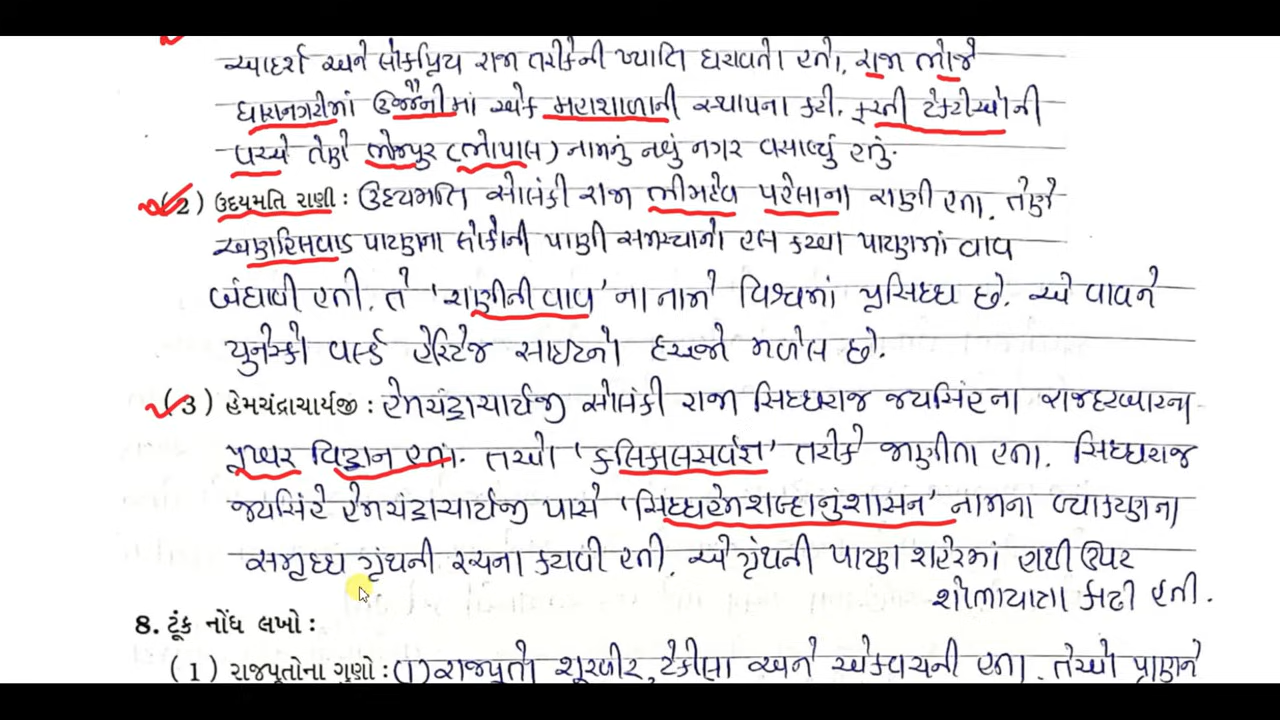 આદર્શ અને લોકપ્રિય રાજા તરીકેની ખ્યાતિ ધરાવતો હતો. રાજા ભોજે
ધારાનગરીમાં ઉજ્જૈનીમાં એક મહાશાળાની સ્થાપના કરી. ફરતી ટેકરીઓની
વચ્ચે તેણે ભોજપુર (ભોપાલ) નામનું નવું નગર વસાવ્યું હતું.
(2) ઉદયમતિ રાણી : ઉદયમતિ સોલંકી રાજા ભીમદેવ પહેલાના રાણી હતા. તેણે
અણહિલવાડ પાટણના લોકોની પાણી સમસ્યાનો હલ કરવા પાટણમાં વાવ
બંધાવી હતી. તે 'રાણીની વાવ' ના નામે વિશ્વમાં પ્રસિધ્ધ છે. એ વાવને
યુનેસ્કો વર્લ્ડ હેરિટેજ સાઇટનો દરજ્જો મળેલ છે.
(3) હેમચંદ્રાચાર્યજી : હેમચંદ્રાચાર્યજી સોલંકી રાજા સિધ્ધરાજ જયસિંહના રાજદરબારના
પ્રખર વિદ્વાન હતાં. તેઓ 'કલિકાલસર્વજ્ઞ' તરીકે જાણીતા હતા. સિધ્ધરાજ
જયસિંહે હેમચંદ્રાચાર્યજી પાસે 'સિધ્ધહેમશબ્દાનુંશાસન' નામના વ્યાકરણના
સમૃધ્ધ ગ્રંથની રચના કરાવી હતી. એ ગ્રંથની પાટણ શહેરમાં હાથી ઉપર
શોભાયાત્રા કાઢી હતી.
8. ટૂંક નોંધ લખો :
(1) રાજપૂતોના ગુણો : (1) રાજપૂતો શૂરવીર, ટેકીલા અને એકવચની હતા. તેઓ પ્રાણને